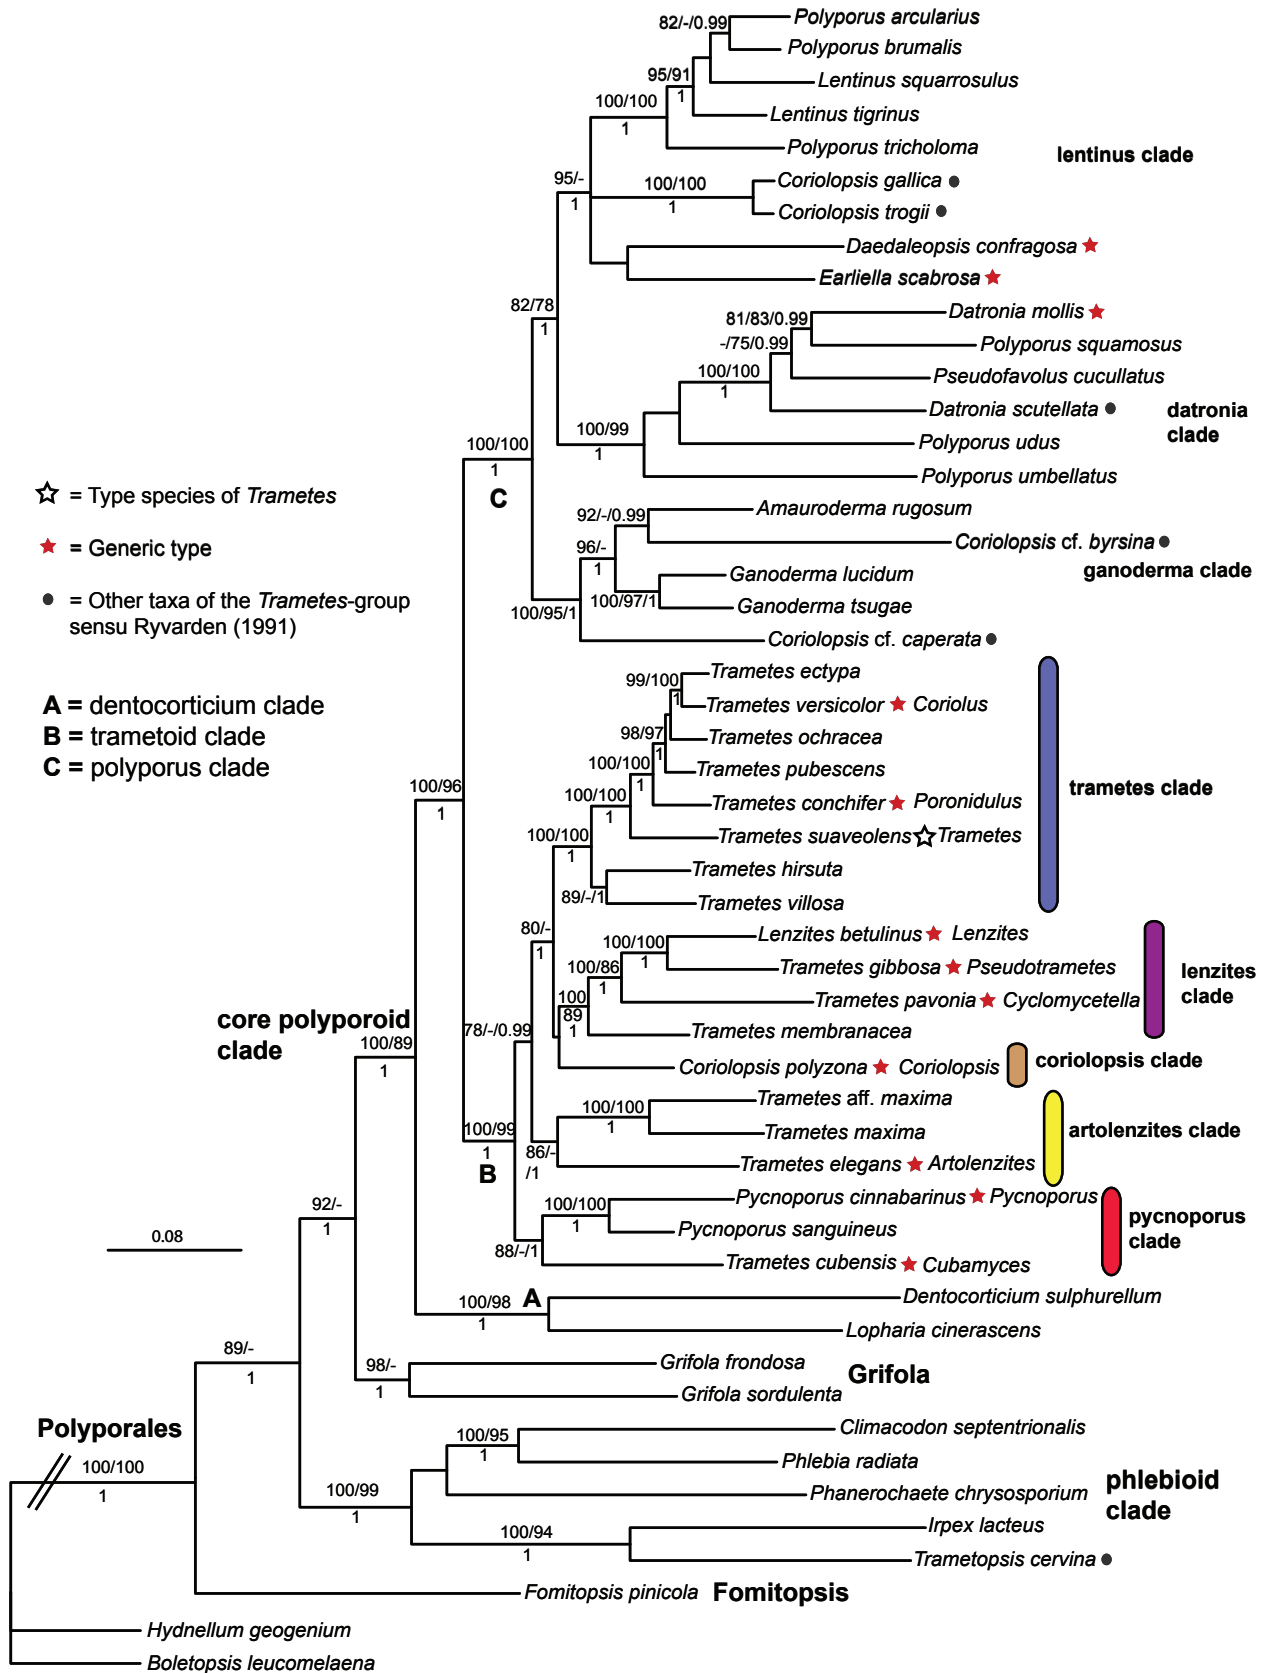 82/-/0.99
Polyporus arcularius
Polyporus brumalis
95/91
1
Lentinus squarrosulus
100/100
1
Lentinus tigrinus
Polyporus tricholoma
lentinus clade
95/-
1
100/100
1
Coriolopsis gallica ●
Coriolopsis trogii ●
Daedaleopsis confragosa ★
Earliella scabrosa ★
82/78
1
81/83/0.99
Datronia mollis ★
-/75/0.99
Polyporus squamosus
100/100
1
Pseudofavolus cucullatus
Datronia scutellata ●
datronia
clade
100/99
1
Polyporus udus
Polyporus umbellatus
100/100
1
C
☆ = Type species of Trametes
★ = Generic type
● = Other taxa of the Trametes-group
sensu Ryvarden (1991)
92/-/0.99
Amauroderma rugosum
96/-
1
Coriolopsis cf. byrsina ●
ganoderma clade
Ganoderma lucidum
100/97/1
Ganoderma tsugae
100/95/1
Coriolopsis cf. caperata ●
A = dentocorticium clade
B = trametoid clade
C = polyporus clade
99/100
1
Trametes ectypa
Trametes versicolor ★ Coriolus
98/97
1
Trametes ochracea
100/100
1
Trametes pubescens
100/96
1
100/100
1
Trametes conchifer ★ Poronidulus
trametes clade
100/100
1
Trametes suaveolens ☆ Trametes
Trametes hirsuta
89/-/1
Trametes villosa
80/-
1
100/100
1
Lenzites betulinus ★ Lenzites
100/86
1
Trametes gibbosa ★ Pseudotrametes
lenzites
clade
100
89
1
Trametes pavonia ★ Cyclomycetella
Trametes membranacea
core polyporoid
clade
78/-/0.99
100/89
1
Coriolopsis polyzona ★ Coriolopsis
coriolopsis clade
100/100
1
Trametes aff. maxima
Trametes maxima
artolenzites clade
100/99
1
B
86/-
/1
Trametes elegans ★ Artolenzites
92/-
1
100/100
1
Pycnoporus cinnabarinus ★ Pycnoporus
Pycnoporus sanguineus
pycnoporus
clade
0.08
88/-/1
Trametes cubensis ★ Cubamyces
100/98
1
A
Dentocorticium sulphurellum
Lopharia cinerascens
89/-
1
98/-
1
Grifola frondosa
Grifola
Grifola sordulenta
Polyporales
100/100
1
100/95
1
Climacodon septentrionalis
Phlebia radiata
100/99
1
Phanerochaete chrysosporium
phlebioid
clade
100/94
1
Irpex lacteus
Trametopsis cervina ●
Fomitopsis pinicola
Fomitopsis
Hydnellum geogenium
Boletopsis leucomelaena